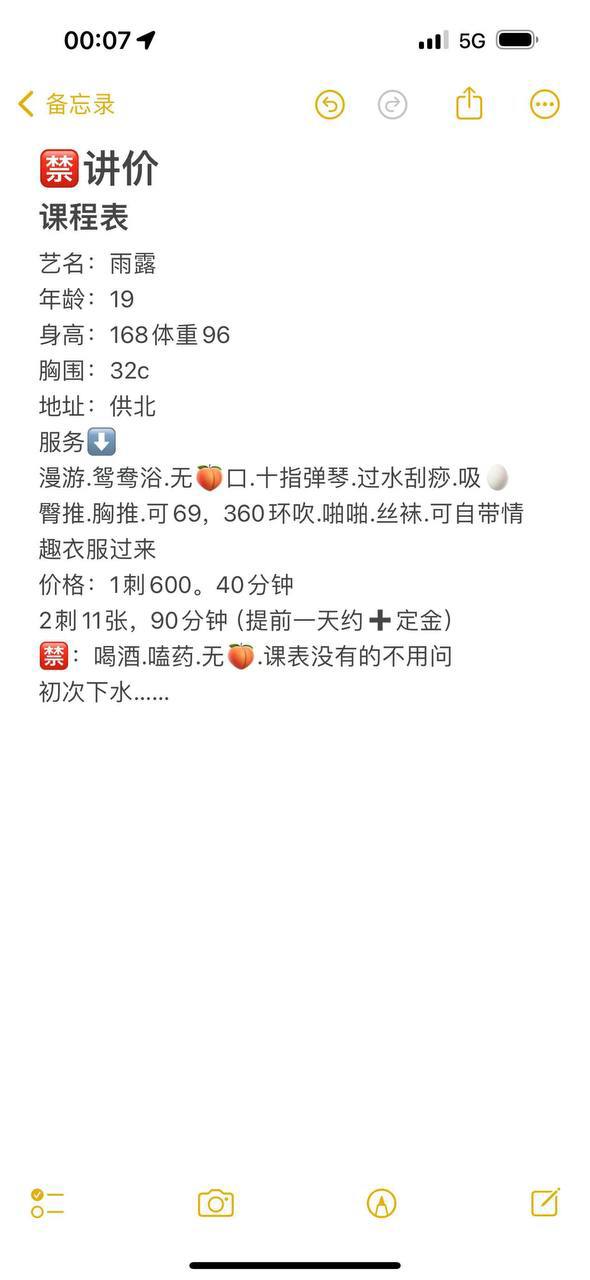 00:07 5G
备忘录
🈲讲价
课程表
艺名：雨露
年龄：19
身高：168体重96
胸围：32c
地址：供北
服务⬇️
漫游.鸳鸯浴.无🍑口.十指弹琴.过水刮痧.吸🥚
臀推.胸推.可69，360环吹.啪啪.丝袜.可自带情
趣衣服过来
价格：1刺600。40分钟
2刺11张，90分钟（提前一天约➕定金）
🈲：喝酒.嗑药.无🍑.课表没有的不用问
初次下水……